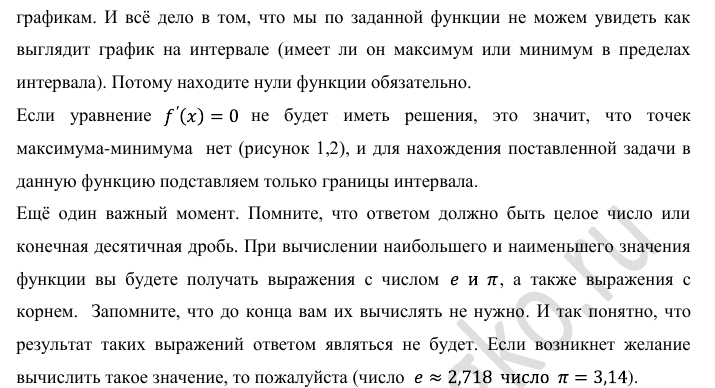 графикам. И всё дело в том, что мы по заданной функции не можем увидеть как
выглядит график на интервале (имеет ли он максимум или минимум в пределах
интервала). Потому находите нули функции обязательно.
Если уравнение f′(x) = 0 не будет иметь решения, это значит, что точек
максимума-минимума нет (рисунок 1,2), и для нахождения поставленной задачи в
данную функцию подставляем только границы интервала.
Ещё один важный момент. Помните, что ответом должно быть целое число или
конечная десятичная дробь. При вычислении наибольшего и наименьшего значения
функции вы будете получать выражения с числом e и π, а также выражения с
корнем. Запомните, что до конца вам их вычислять не нужно. И так понятно, что
результат таких выражений ответом являться не будет. Если возникнет желание
вычислить такое значение, то пожалуйста (число e ≈ 2,718 число π = 3,14).